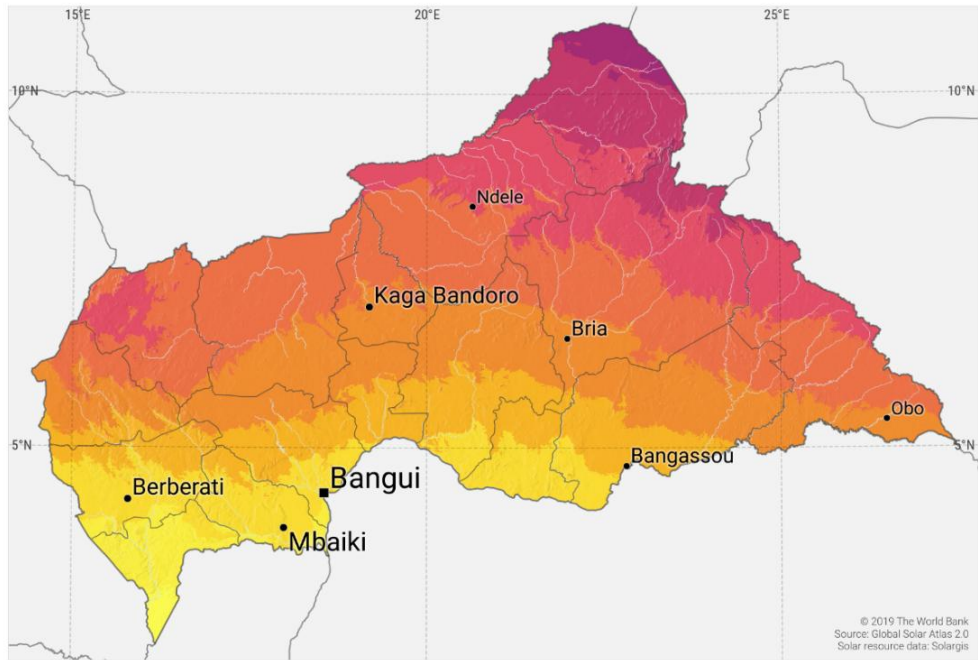 15°E
20°E
25°E
10°N
10°N
Ndele
Kaga Bandoro
Bria
Obo
5°N
5°N
Bangassou
Bangui
Berberati
Mbaiki
© 2019 The World Bank
Source: Global Solar Atlas 2.0
Solar resource data: Solargis